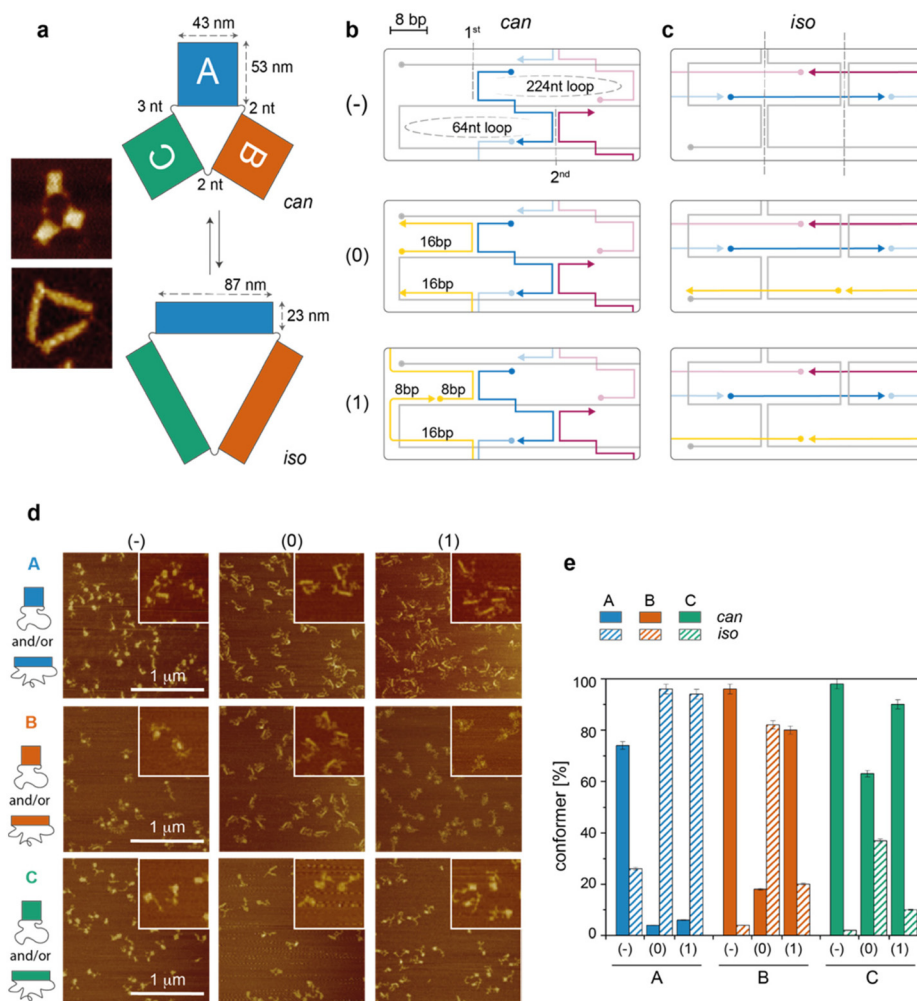 a
43 nm
A
53 nm
3 nt
2 nt
C
B
2 nt
can
87 nm
23 nm
iso
b
8 bp
can
1st
(-)
224nt loop
64nt loop
2nd
(0)
16bp
16bp
(1)
8bp
8bp
16bp
c
iso
d
(-)
(0)
(1)
A
and/or
1 μm
B
and/or
1 μm
C
and/or
1 μm
e
A B C
can
iso
conformer [%]
100
80
60
40
20
0
(-) (0) (1) (-) (0) (1) (-) (0) (1)
A B C